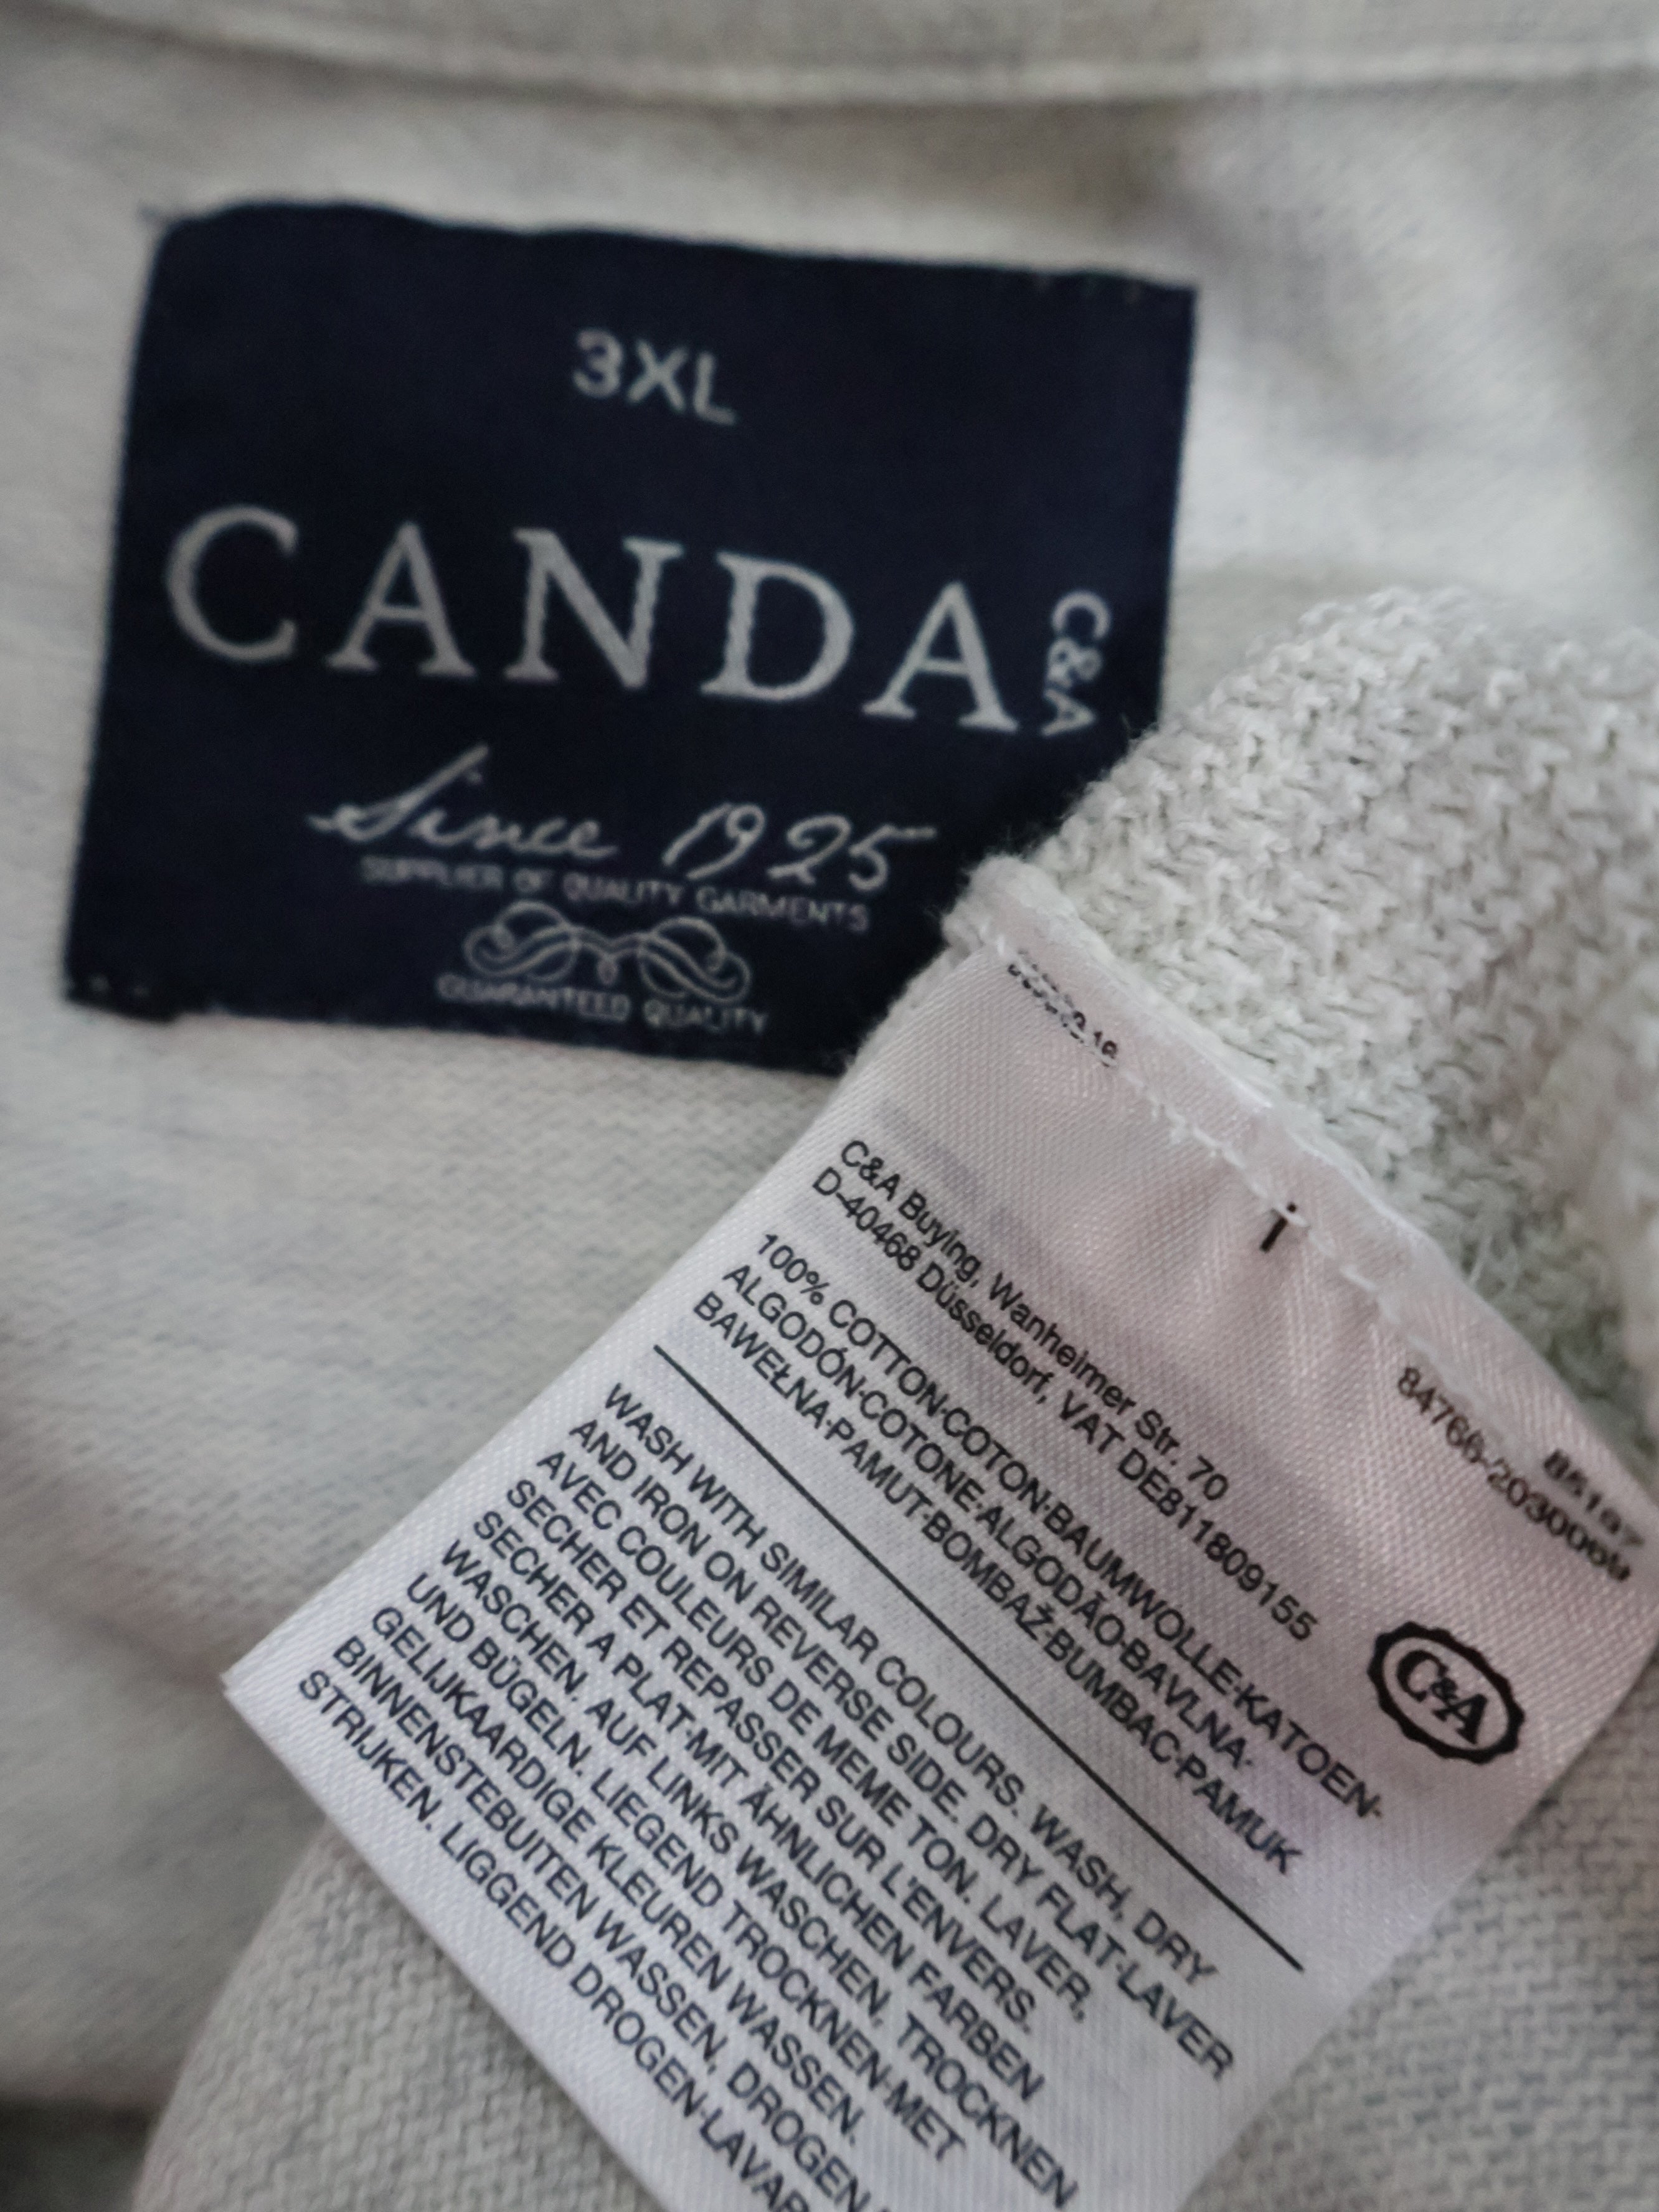 3XL
CANDA
C&A
Since 1925
SUPPLIER OF QUALITY GARMENTS
GUARANTEED QUALITY
i
C&A Buying, Wanheimer Str. 70
D-40468 Düsseldorf, VAT DE811809155
100% COTTON·COTON·BAUMWOLLE·KATOEN·
ALGODÓN·COTONE·ALGODÃO·BAVLNA·
BAWEŁNA·PAMUT·BOMBAŽ·BUMBAC·PAMUK
C&A
WASH WITH SIMILAR COLOURS. WASH, DRY
AND IRON ON REVERSE SIDE. DRY FLAT·LAVER
AVEC COULEURS DE MEME TON. LAVER,
SECHER ET REPASSER SUR L'ENVERS.
SECHER A PLAT·MIT ÄHNLICHEN FARBEN
WASCHEN. AUF LINKS WASCHEN, TROCKNEN
UND BÜGELN. LIEGEND TROCKNEN·MET
GELIJKAARDIGE KLEUREN WASSEN.
BINNENSTEBUITEN WASSEN, DROGEN
STRIJKEN. LIGGEND DROGEN·LAVAR